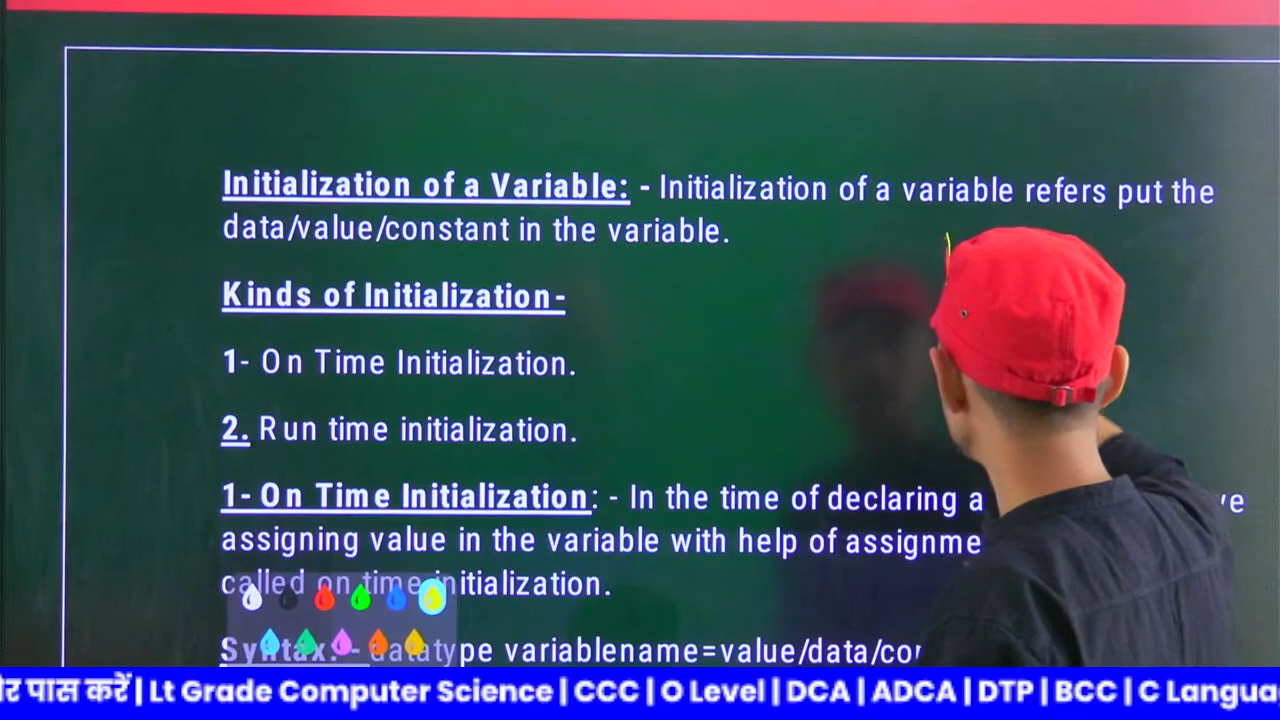 Initialization of a Variable: - Initialization of a variable refers put the
data/value/constant in the variable.
Kinds of Initialization-
1- On Time Initialization.
2. Run time initialization.
1- On Time Initialization: - In the time of declaring a
assigning value in the variable with help of
called on time initialization.
Syntax: - datatype variablename=value/data/
पास करें | Lt Grade Computer Science | CCC | O Level | DCA | ADCA | DTP | BCC | C